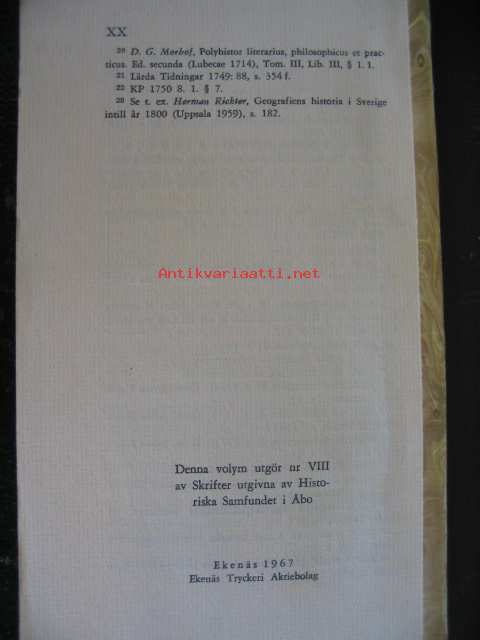 XX
²⁰ D. G. Morhof, Polyhistor literarius, philosophicus et prac-
ticus. Ed. secunda (Lubecae 1714), Tom. III, Lib. III, § 1. 1.
²¹ Lärda Tidningar 1749: 88, s. 354 f.
²² KP 1750 8. 1. § 7.
²³ Se t. ex. Herman Richter, Geografiens historia i Sverige
intill år 1800 (Uppsala 1959), s. 182.
Antikvariaatti.net
Denna volym utgör nr VIII
av Skrifter utgivna av Histo-
riska Samfundet i Åbo
Ekenäs 1967
Ekenäs Tryckeri Aktiebolag